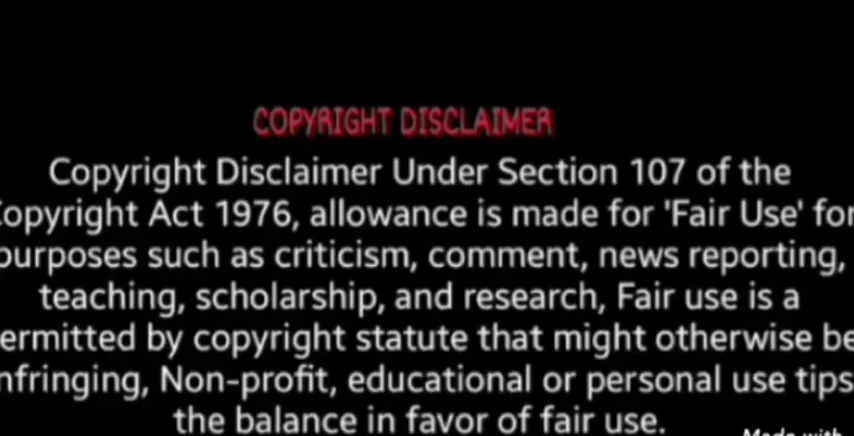 COPYRIGHT DISCLAIMER
Copyright Disclaimer Under Section 107 of the
Copyright Act 1976, allowance is made for 'Fair Use' for
purposes such as criticism, comment, news reporting,
teaching, scholarship, and research, Fair use is a
ermitted by copyright statute that might otherwise be
nfringing, Non-profit, educational or personal use tips
the balance in favor of fair use.
Made with